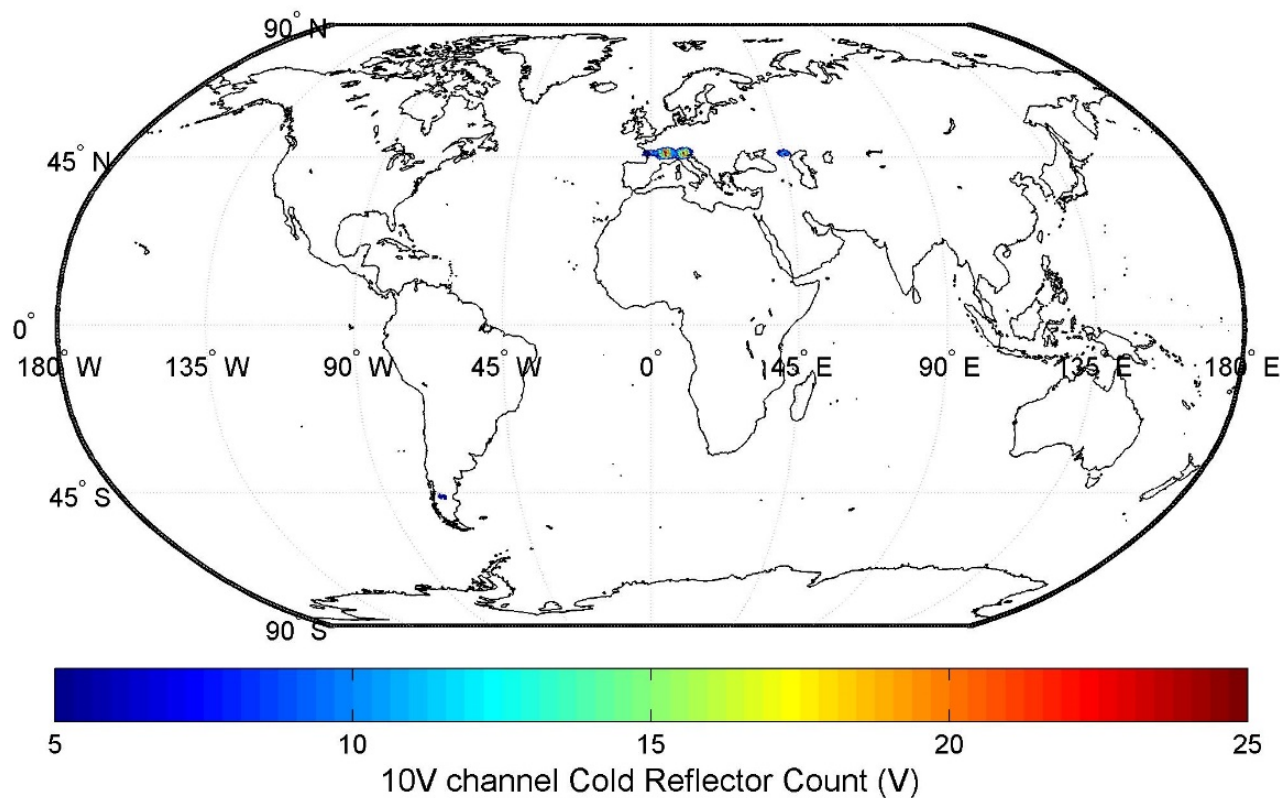 90° N
45° N
0°
180° W 135° W 90° W 45° W 0° 45° E 90° E 135° E 180° E
45° S
90° S
5 10 15 20 25
10V channel Cold Reflector Count (V)